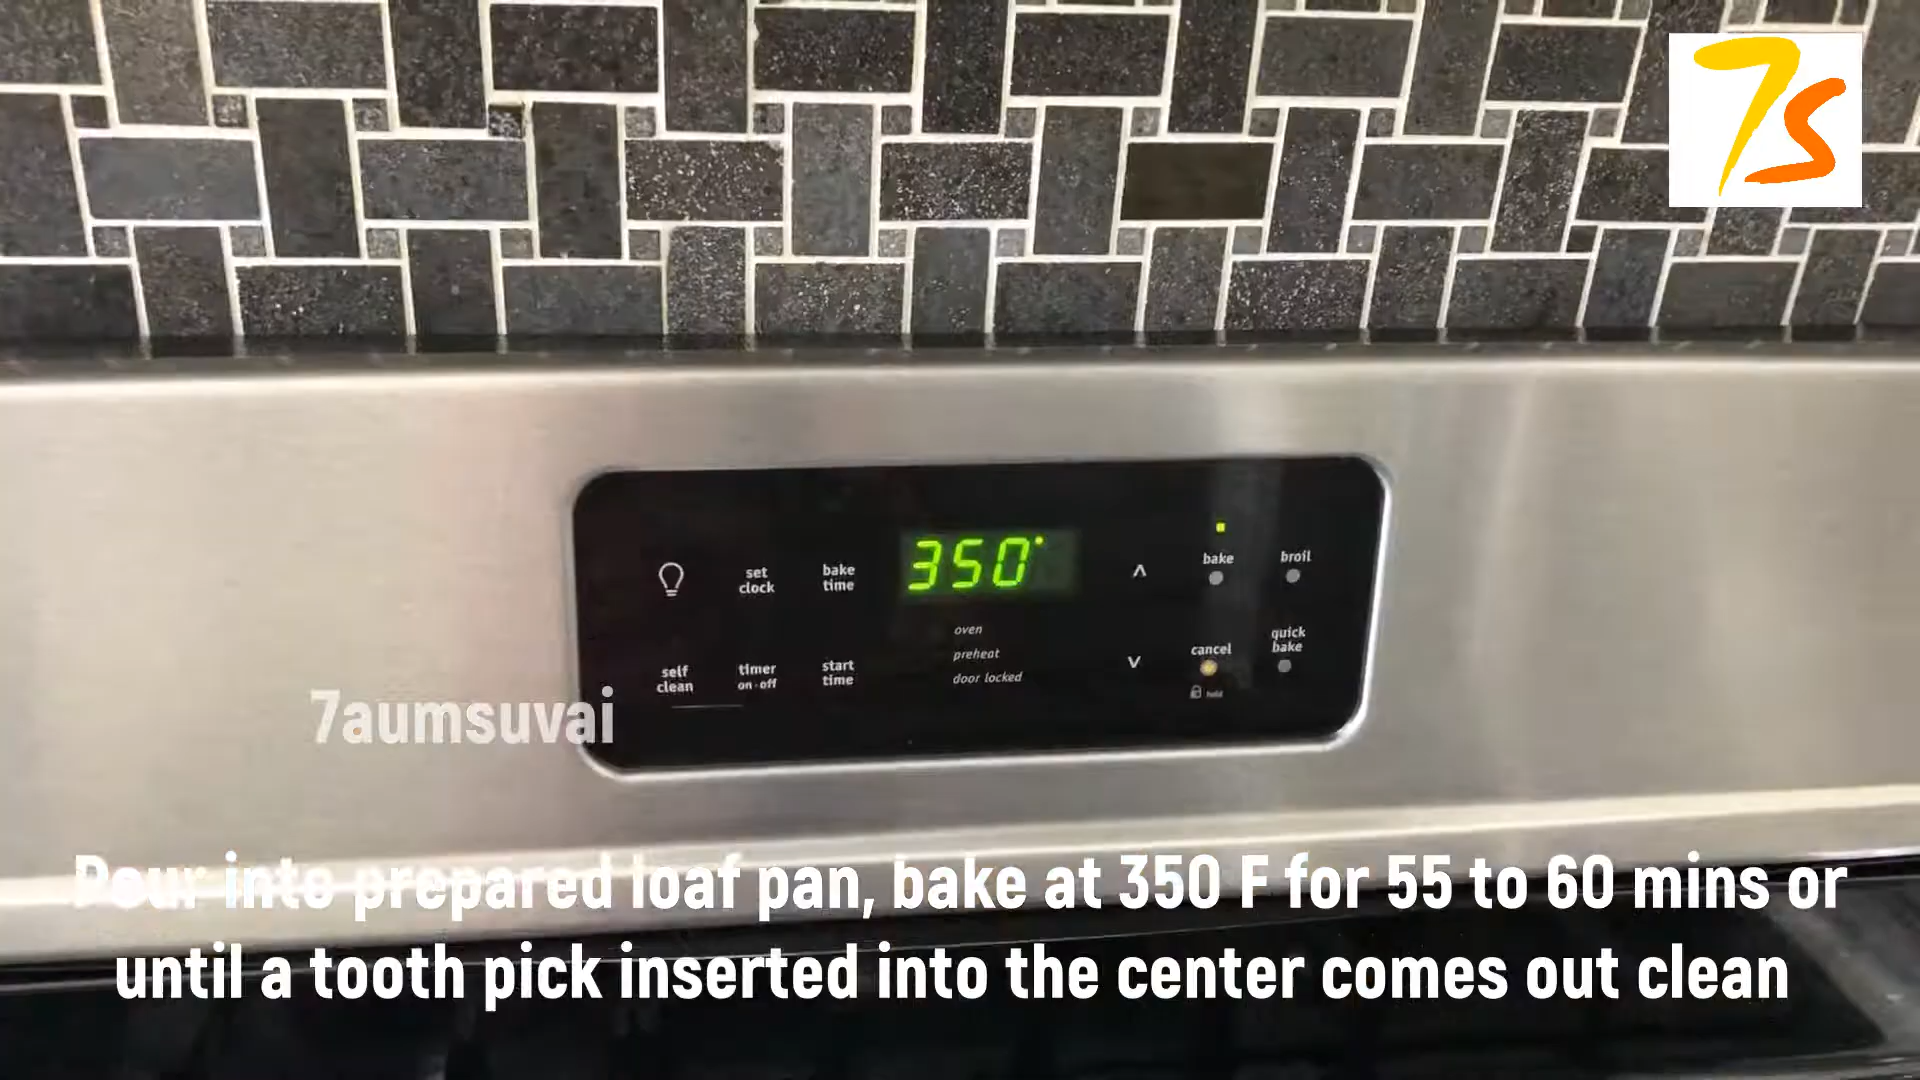 7S
set
clock
bake
time
350°
bake
broil
oven
preheat
door locked
self
clean
timer
on·off
start
time
cancel
hold
quick
bake
7aumsuvai
Pour into prepared loaf pan, bake at 350 F for 55 to 60 mins or
until a tooth pick inserted into the center comes out clean